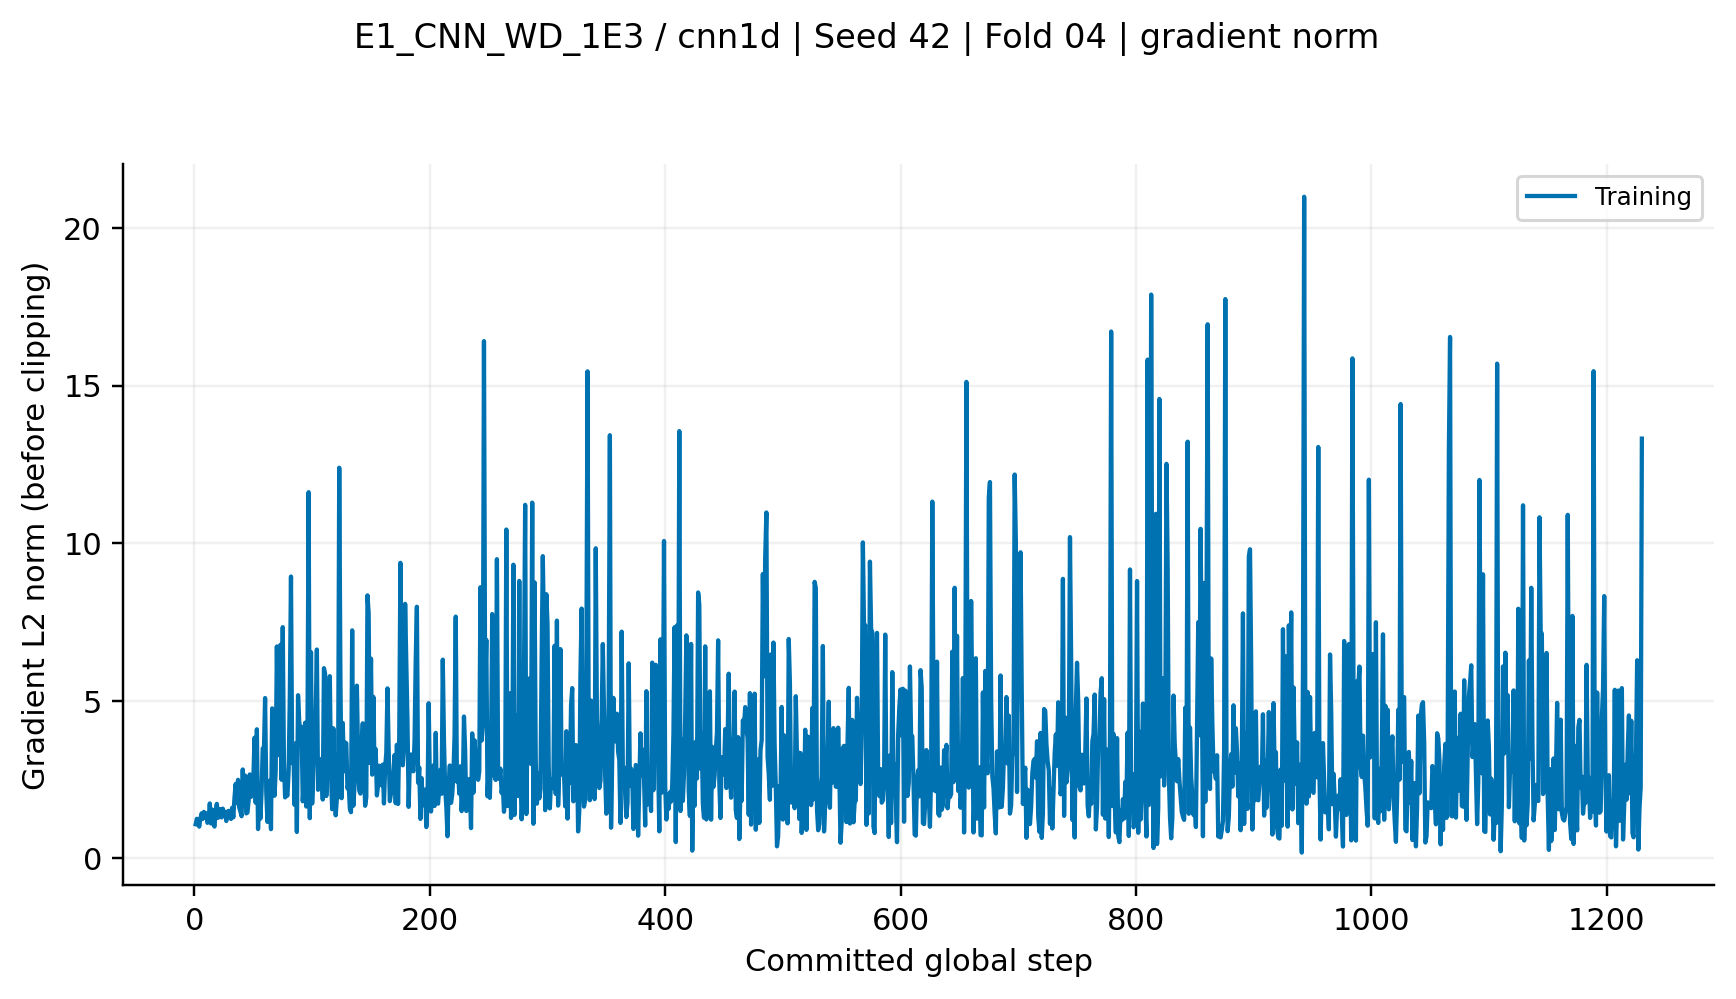 E1_CNN_WD_1E3 / cnn1d | Seed 42 | Fold 04 | gradient norm
Training
Gradient L2 norm (before clipping)
20
15
10
5
0
0 200 400 600 800 1000 1200
Committed global step